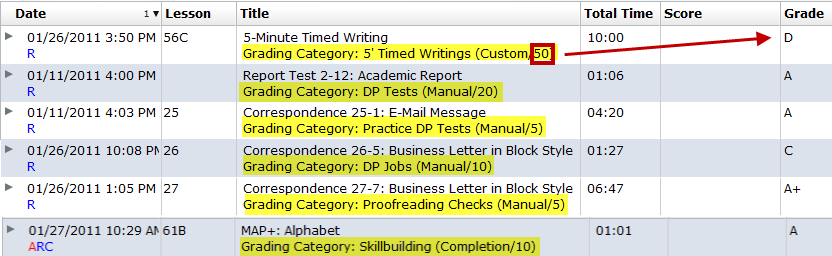 Date 1 ▼ Lesson Title Total Time Score Grade
01/26/2011 3:50 PM 56C 5-Minute Timed Writing 10:00 D
R Grading Category: 5' Timed Writings (Custom/50)
01/11/2011 4:00 PM Report Test 2-12: Academic Report 01:06 A
R Grading Category: DP Tests (Manual/20)
01/11/2011 4:03 PM 25 Correspondence 25-1: E-Mail Message 04:20 A
R Grading Category: Practice DP Tests (Manual/5)
01/26/2011 10:08 PM 26 Correspondence 26-5: Business Letter in Block Style 01:27 C
R Grading Category: DP Jobs (Manual/10)
01/26/2011 1:05 PM 27 Correspondence 27-7: Business Letter in Block Style 06:47 A+
R Grading Category: Proofreading Checks (Manual/5)
01/27/2011 10:29 AM 61B MAP+: Alphabet 01:01 A
ARC Grading Category: Skillbuilding (Completion/10)